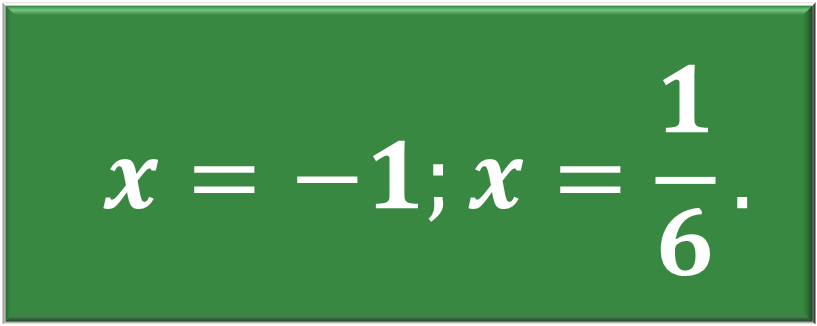 x = −1; x = 1/6.